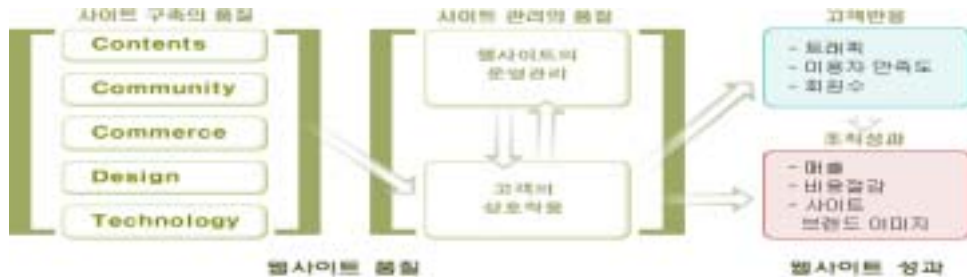 사이트 구축의 품질
Contents
Community
Commerce
Design
Technology
사이트 관리의 품질
웹사이트의
운영관리
고객의
상호작용
고객반응
- 트래픽
- 이용자 만족도
- 회원수
조직성과
- 매출
- 비용절감
- 사이트
브랜드 이미지
웹사이트 품질
웹사이트 성과